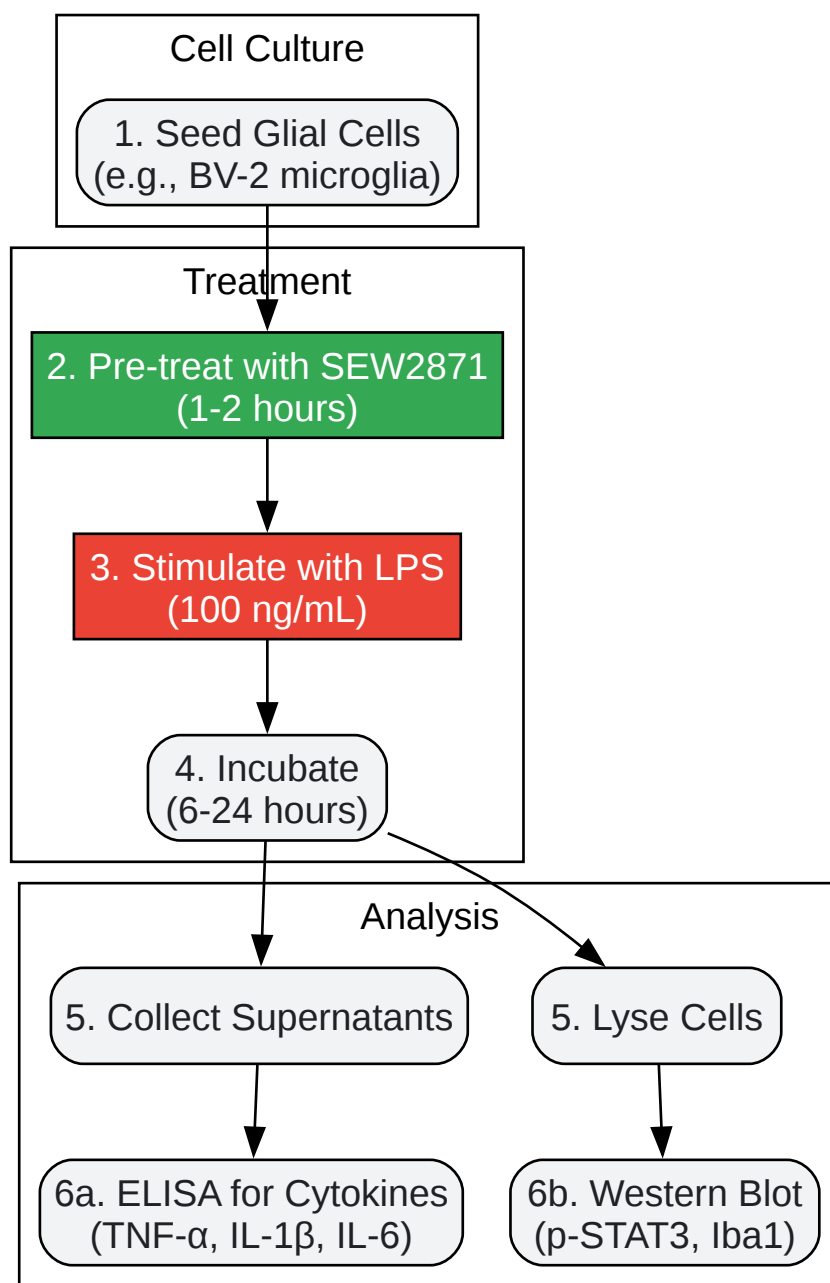 Cell Culture
1. Seed Glial Cells
(e.g., BV-2 microglia)
Treatment
2. Pre-treat with SEW2871
(1-2 hours)
3. Stimulate with LPS
(100 ng/mL)
4. Incubate
(6-24 hours)
Analysis
5. Collect Supernatants
5. Lyse Cells
6a. ELISA for Cytokines
(TNF-α, IL-1β, IL-6)
6b. Western Blot
(p-STAT3, Iba1)